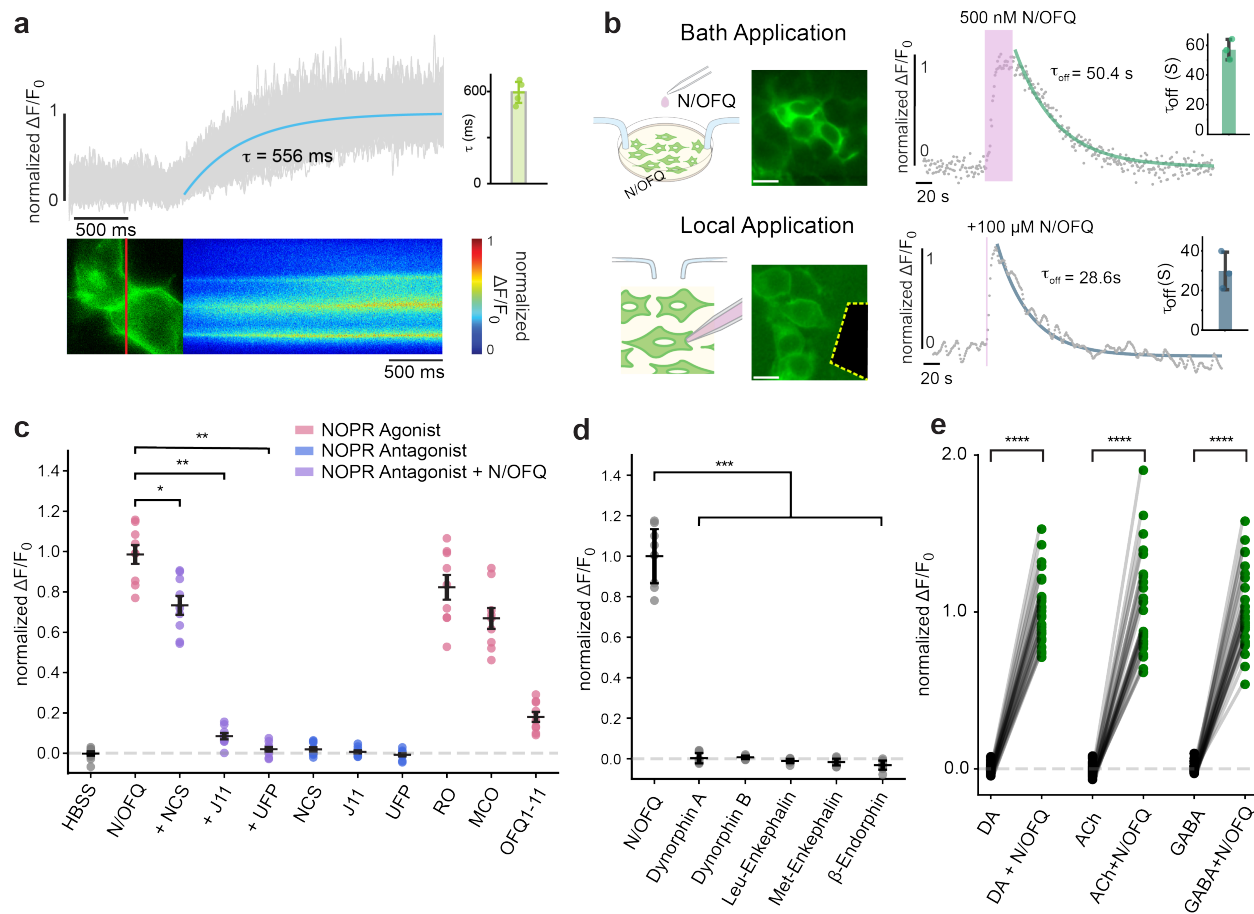 a
normalized ΔF/F0
1
0
τ = 556 ms
500 ms
600
0
τ (ms)
normalized
ΔF/F0
1
0
500 ms
b
Bath Application
N/OFQ
N/OFQ
500 nM N/OFQ
normalized ΔF/F0
1
0
τoff = 50.4 s
20 s
τoff (S)
60
40
20
0
Local Application
+100 µM N/OFQ
normalized ΔF/F0
1
0
τoff = 28.6s
20 s
τoff (S)
40
20
0
c
NOPR Agonist
NOPR Antagonist
NOPR Antagonist + N/OFQ
**
**
*
normalized ΔF/F0
1.4
1.2
1.0
0.8
0.6
0.4
0.2
0.0
HBSS
N/OFQ
+ NCS
+ J11
+ UFP
NCS
J11
UFP
RO
MCO
OFQ1-11
d
***
normalized ΔF/F0
1.4
1.2
1.0
0.8
0.6
0.4
0.2
0.0
N/OFQ
Dynorphin A
Dynorphin B
Leu-Enkephalin
Met-Enkephalin
β-Endorphin
e
****
****
****
normalized ΔF/F0
2.0
1.0
0.0
DA
DA + N/OFQ
ACh
ACh+N/OFQ
GABA
GABA+N/OFQ